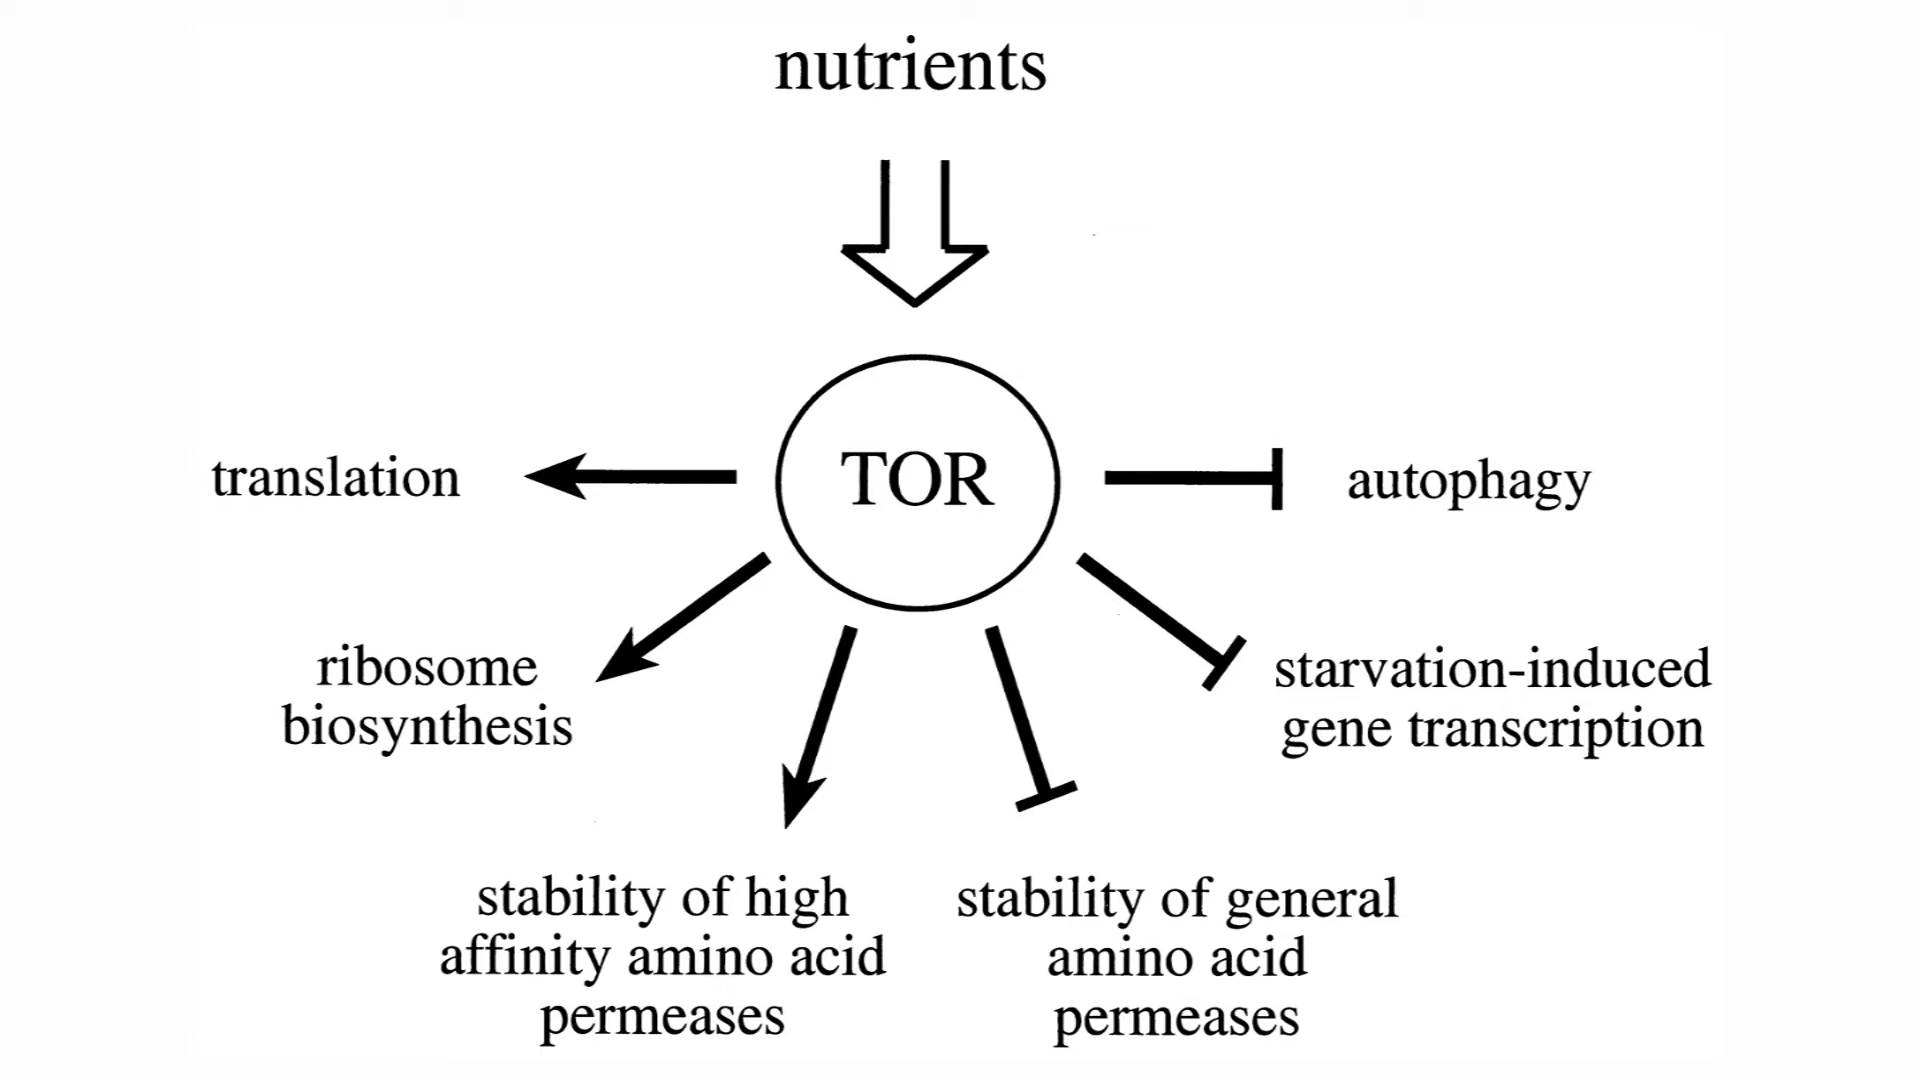 nutrients
TOR
translation
autophagy
ribosome
biosynthesis
starvation-induced
gene transcription
stability of high
affinity amino acid
permeases
stability of general
amino acid
permeases